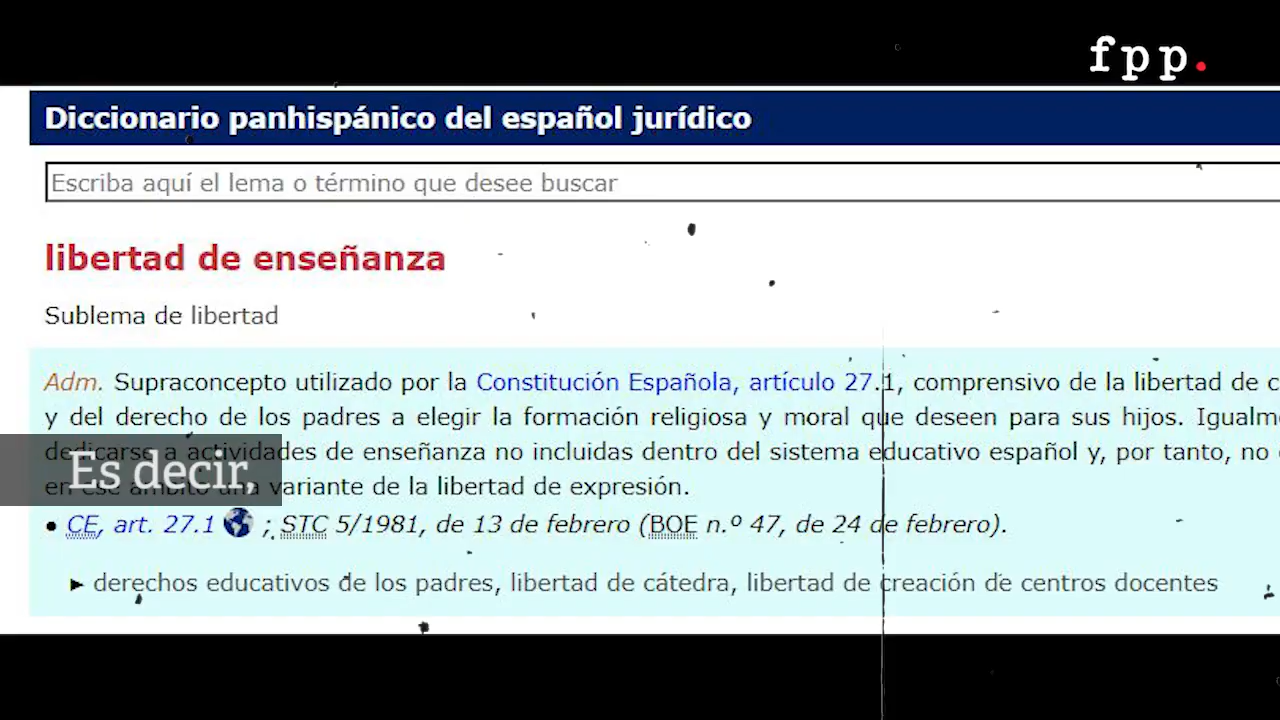 fpp.
Diccionario panhispánico del español jurídico
Escriba aquí el lema o término que desee buscar
libertad de enseñanza
Sublema de libertad
Adm. Supraconcepto utilizado por la Constitución Española, artículo 27.1, comprensivo de la libertad de
y del derecho de los padres a elegir la formación religiosa y moral que deseen para sus hijos.
dedicarse a actividades de enseñanza no incluidas dentro del sistema educativo español y, por tanto, no
Es decir,
en ese ámbito una variante de la libertad de expresión.
• CE, art. 27.1 ; STC 5/1981, de 13 de febrero (BOE n.º 47, de 24 de febrero).
► derechos educativos de los padres, libertad de cátedra, libertad de creación de centros docentes